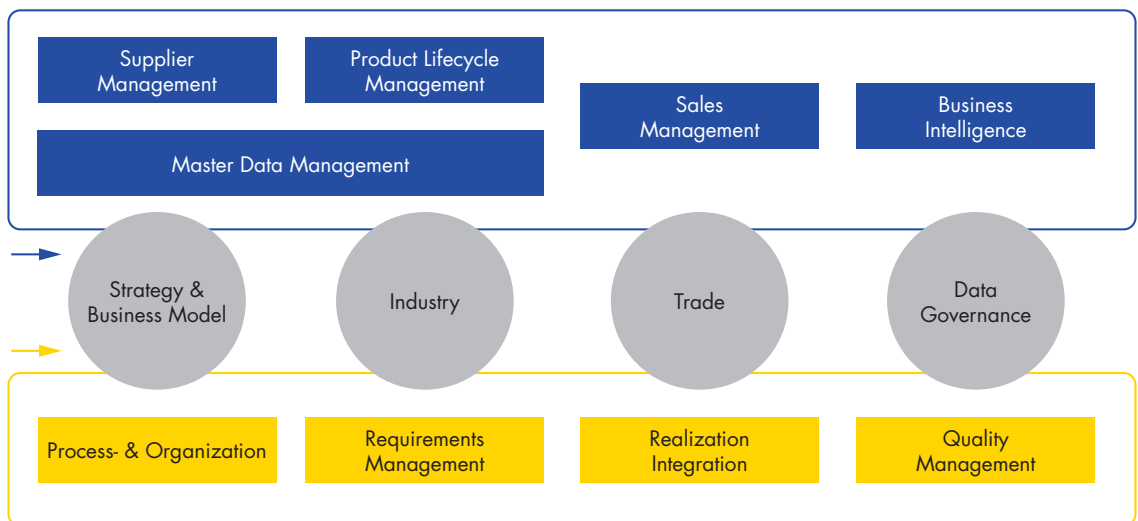 Supplier
Management
Product Lifecycle
Management
Sales
Management
Business
Intelligence
Master Data Management
Strategy &
Business Model
Industry
Trade
Data
Governance
Process- & Organization
Requirements
Management
Realization
Integration
Quality
Management